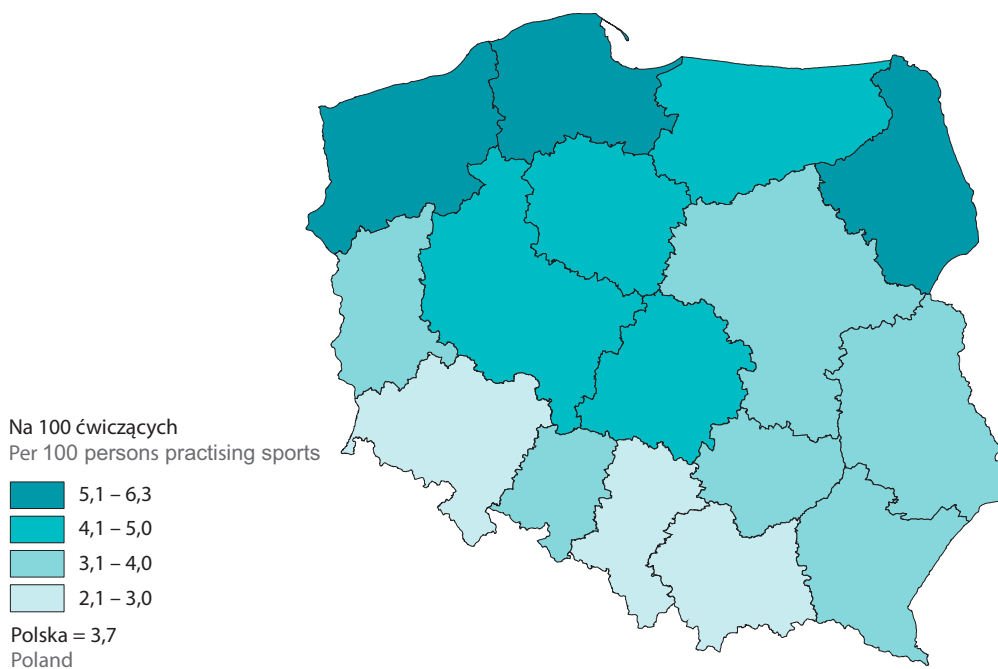 Na 100 ćwiczących
Per 100 persons practising sports
5,1 – 6,3
4,1 – 5,0
3,1 – 4,0
2,1 – 3,0
Polska = 3,7
Poland